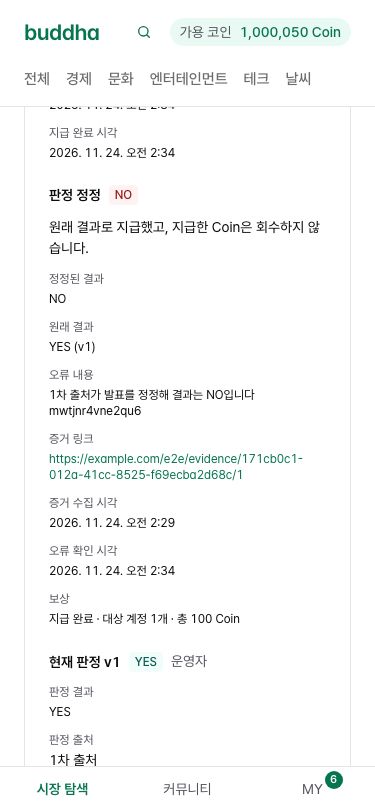 buddha
가용 코인 1,000,050 Coin
전체 경제 문화 엔터테인먼트 테크 날씨
2026. 11. 24. 오전 2:34
지급 완료 시각
2026. 11. 24. 오전 2:34
판정 정정 NO
원래 결과로 지급했고, 지급한 Coin은 회수하지 않
습니다.
정정된 결과
NO
원래 결과
YES (v1)
오류 내용
1차 출처가 발표를 정정해 결과는 NO입니다
mwtjnr4vne2qu6
증거 링크
https://example.com/e2e/evidence/171cb0c1-
012a-41cc-8525-f69ecba2d68c/1
증거 수집 시각
2026. 11. 24. 오전 2:29
오류 확인 시각
2026. 11. 24. 오전 2:34
보상
지급 완료 · 대상 계정 1개 · 총 100 Coin
현재 판정 v1 YES 운영자
판정 결과
YES
판정 출처
1차 출처
시장 탐색 커뮤니티 MY 6